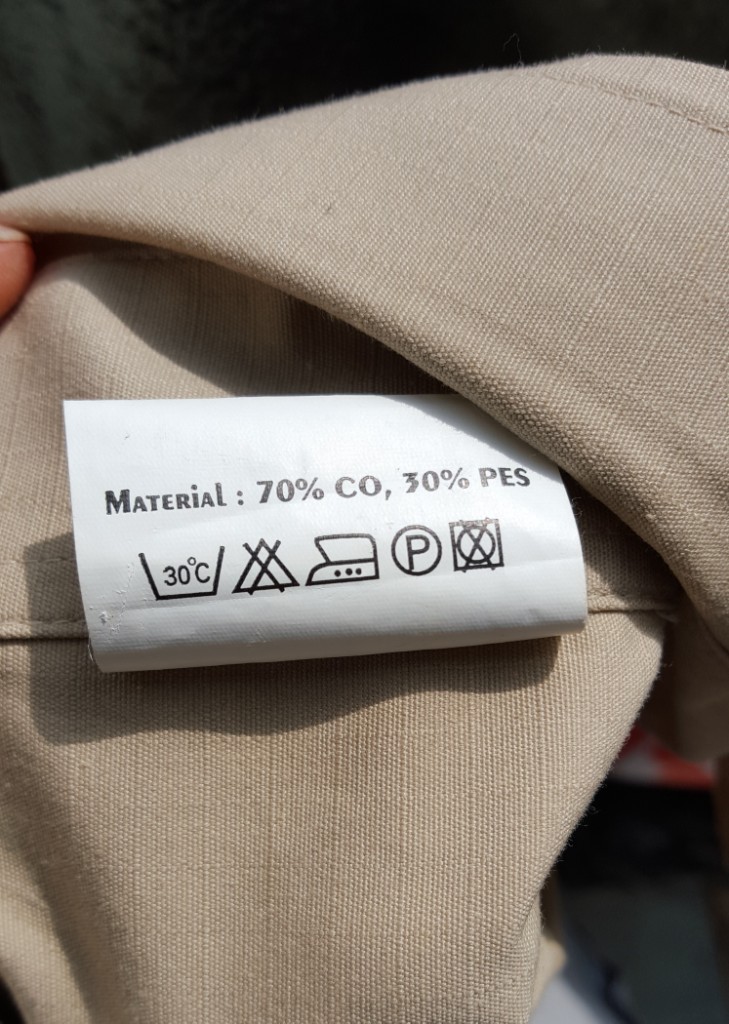 MATERiAL : 70% CO, 30% PES
30°C
P